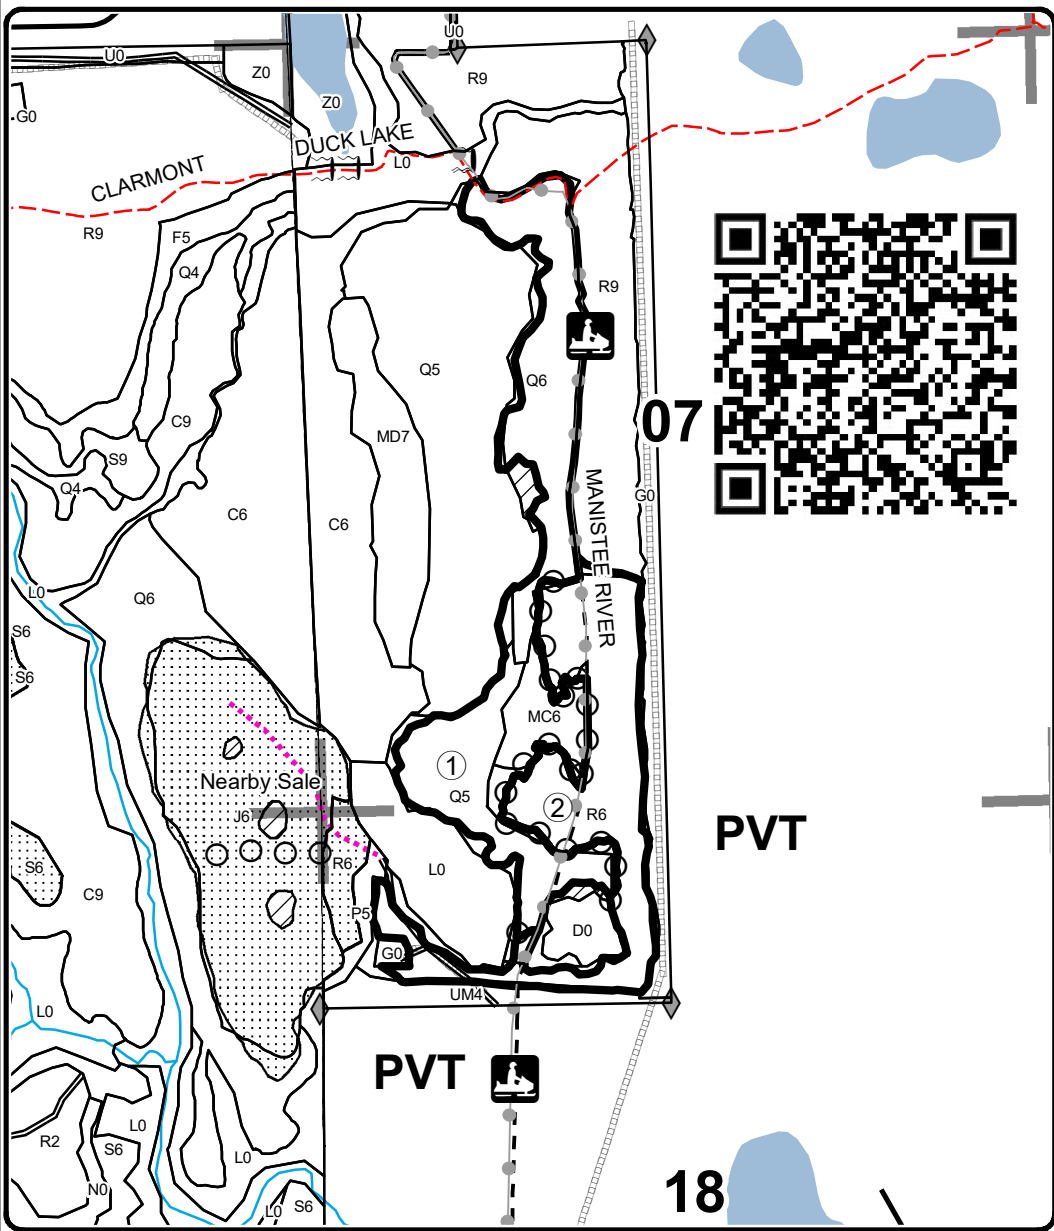 U0
U0
Z0
R9
Z0
G0
DUCK LAKE
L0
CLARMONT
R9
F5
Q4
R9
Q5
Q6
07
C9
MD7
S9
Q4
G0
C6
C6
MANISTEE RIVER
L0
Q6
S6
S6
MC6
1
Nearby Sale
Q5
2
J6
R6
PVT
R6
S6
L0
C9
P5
D0
G0
UM4
L0
PVT
L0
R2
S6
L0
N0
18
L0
S6